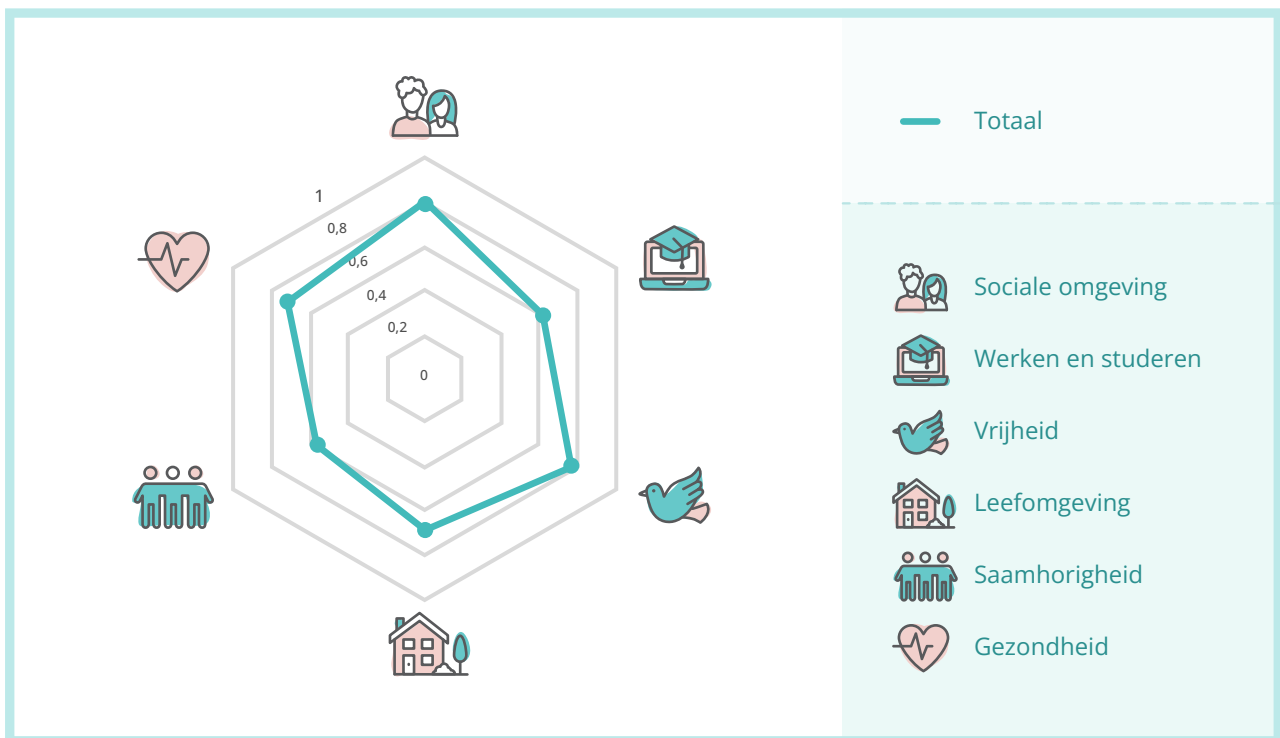 1
0,8
0,6
0,4
0,2
0
Totaal
Sociale omgeving
Werken en studeren
Vrijheid
Leefomgeving
Saamhorigheid
Gezondheid